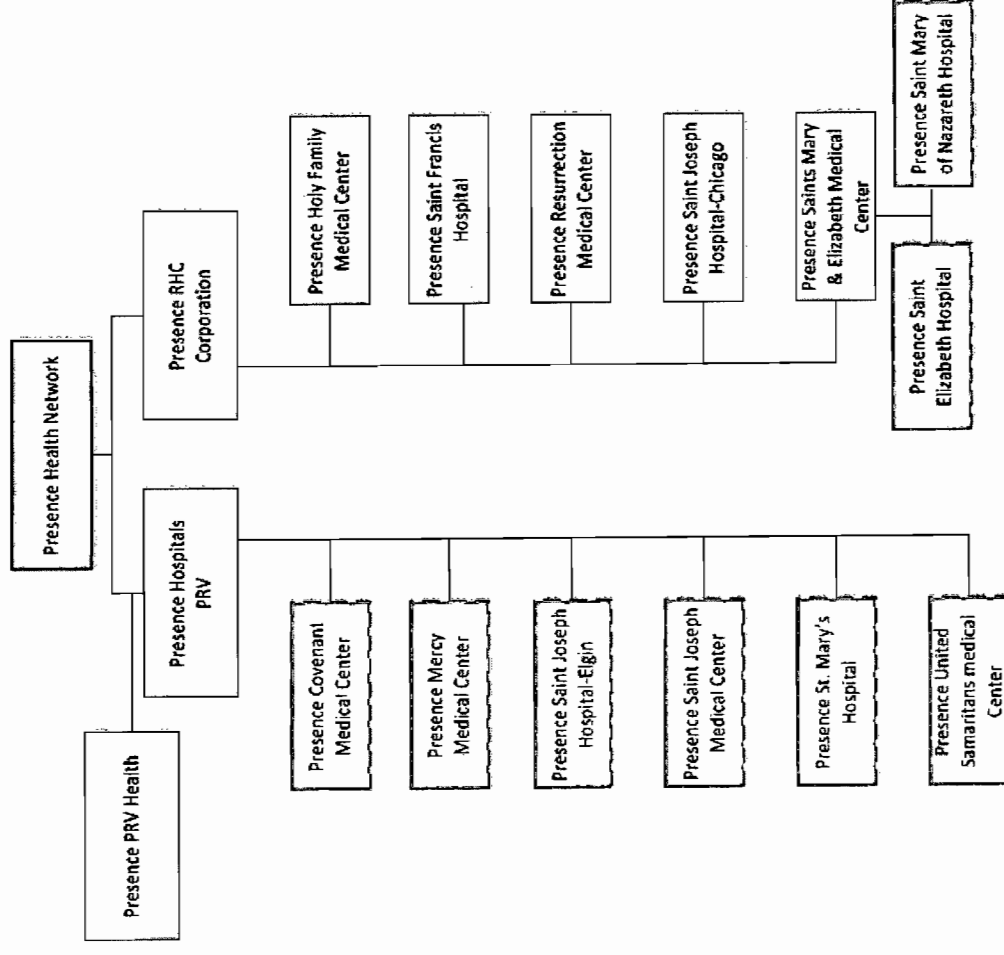 Presence Health Network
Presence PRV Health
Presence Hospitals
PRV
Presence RHC
Corporation
Presence Covenant
Medical Center
Presence Mercy
Medical Center
Presence Saint Joseph
Hospital-Elgin
Presence Saint Joseph
Medical Center
Presence St. Mary's
Hospital
Presence United
Samaritans medical
Center
Presence Holy Family
Medical Center
Presence Saint Francis
Hospital
Presence Resurrection
Medical Center
Presence Saint Joseph
Hospital-Chicago
Presence Saints Mary
& Elizabeth Medical
Center
Presence Saint
Elizabeth Hospital
Presence Saint Mary
of Nazareth Hospital